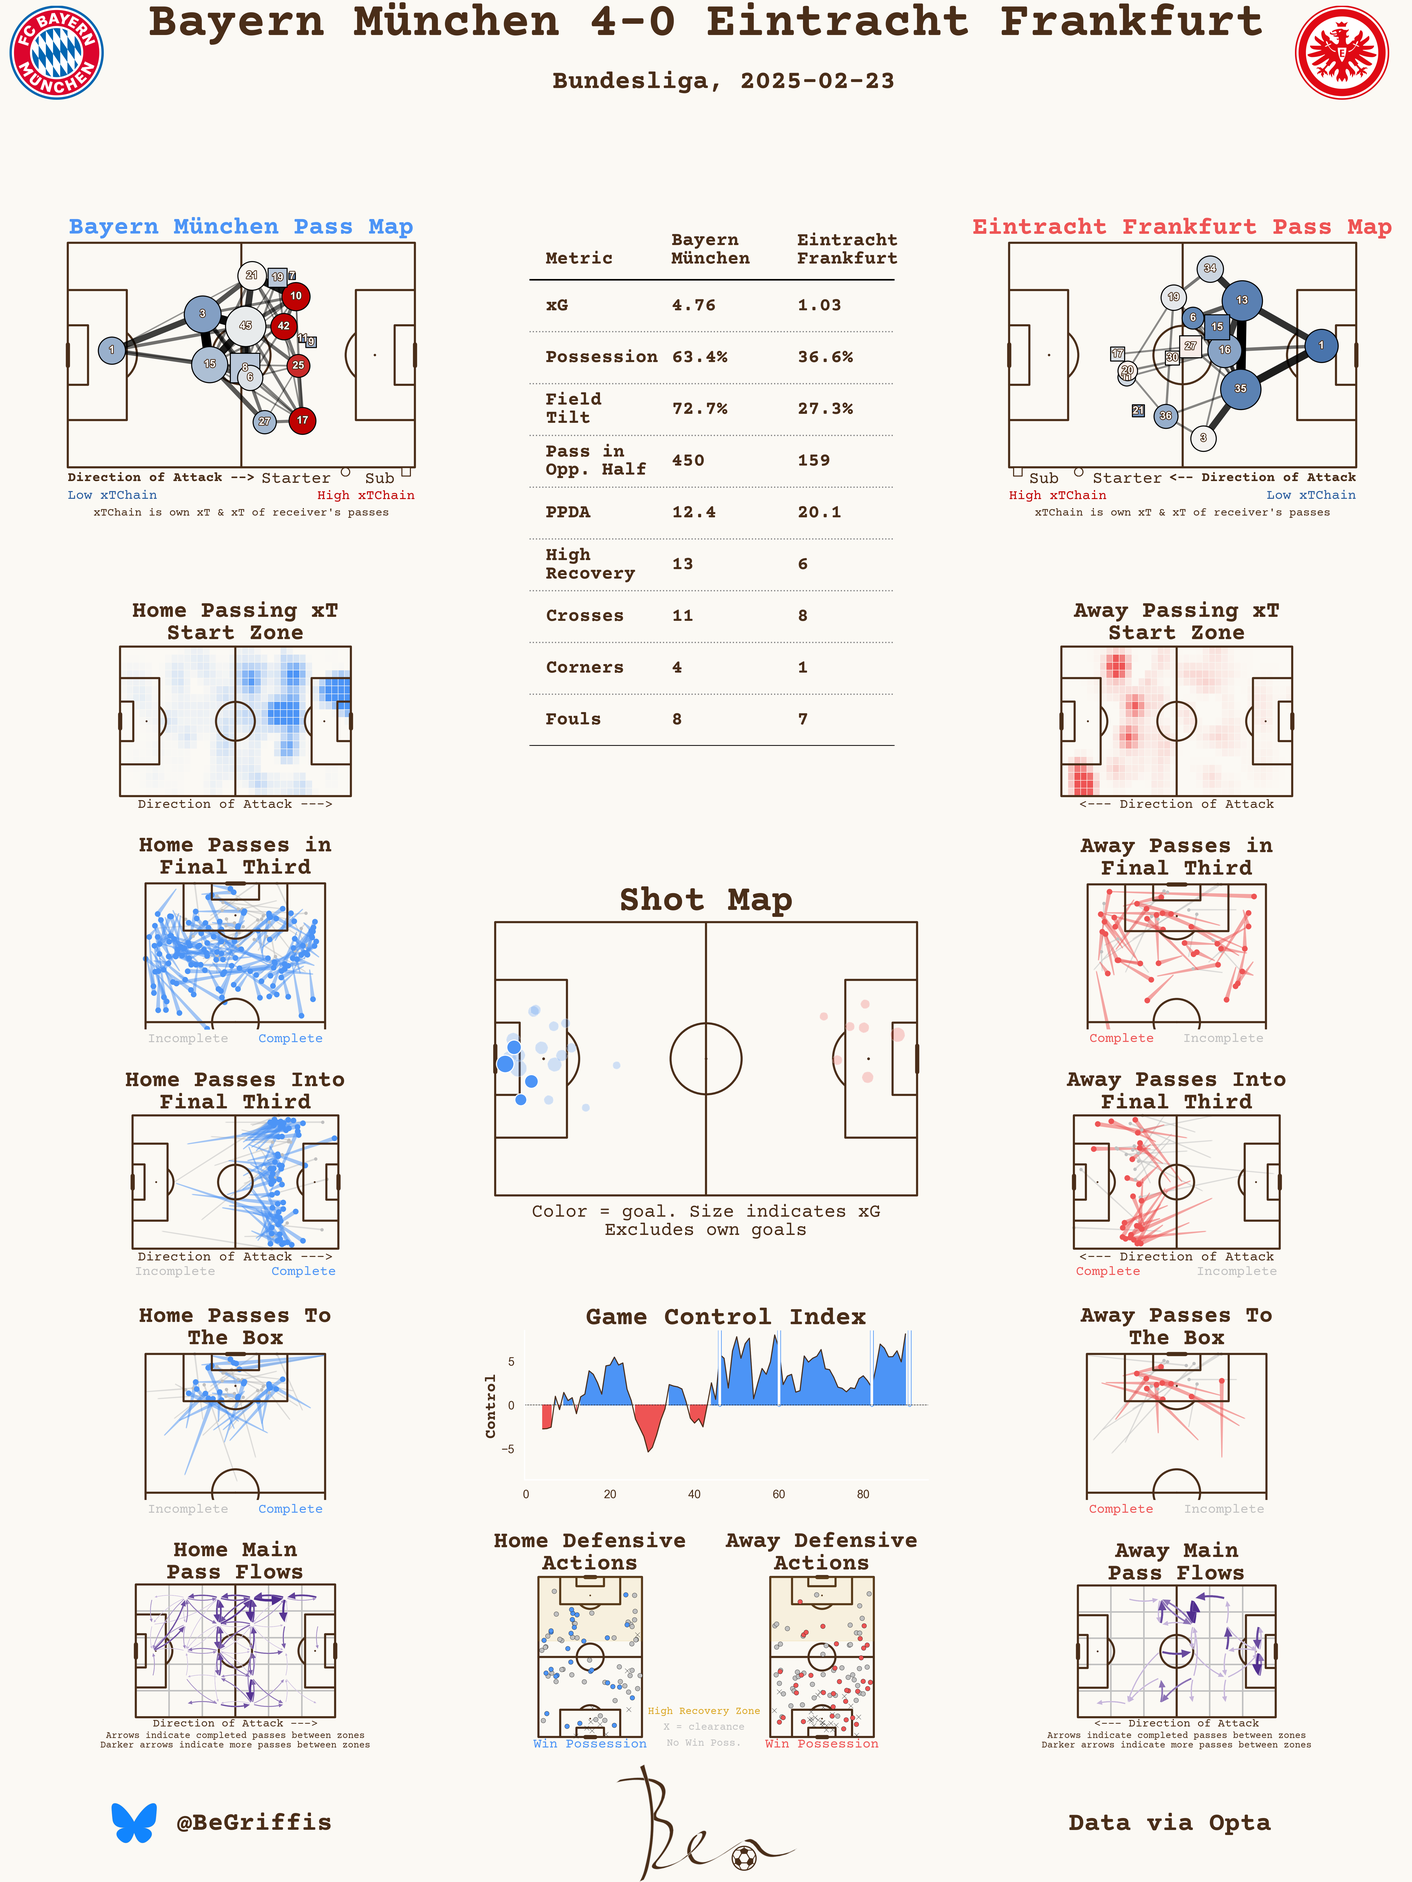 Bayern München 4-0 Eintracht Frankfurt
Bundesliga, 2025-02-23
FC BAYERN
MÜNCHEN
Bayern München Pass Map
1
3
15
21
45
8
6
27
19
7
10
42
11
9
25
17
Direction of Attack --> Starter Sub
Low xTChain High xTChain
xTChain is own xT & xT of receiver's passes
Metric Bayern München Eintracht Frankfurt
xG 4.76 1.03
Possession 63.4% 36.6%
Field Tilt 72.7% 27.3%
Pass in Opp. Half 450 159
PPDA 12.4 20.1
High Recovery 13 6
Crosses 11 8
Corners 4 1
Fouls 8 7
Eintracht Frankfurt Pass Map
34
19
13
6
15
27
16
1
17
30
20
11
35
21
36
3
Sub Starter <-- Direction of Attack
High xTChain Low xTChain
xTChain is own xT & xT of receiver's passes
Home Passing xT
Start Zone
Direction of Attack --->
Away Passing xT
Start Zone
<--- Direction of Attack
Home Passes in
Final Third
Incomplete Complete
Away Passes in
Final Third
Complete Incomplete
Shot Map
Color = goal. Size indicates xG
Excludes own goals
Home Passes Into
Final Third
Direction of Attack --->
Incomplete Complete
Away Passes Into
Final Third
<--- Direction of Attack
Complete Incomplete
Home Passes To
The Box
Incomplete Complete
Game Control Index
Control
5
0
−5
0 20 40 60 80
Away Passes To
The Box
Complete Incomplete
Home Main
Pass Flows
Direction of Attack --->
Arrows indicate completed passes between zones
Darker arrows indicate more passes between zones
Home Defensive
Actions
Win Possession
Away Defensive
Actions
Win Possession
High Recovery Zone
X = clearance
No Win Poss.
Away Main
Pass Flows
<--- Direction of Attack
Arrows indicate completed passes between zones
Darker arrows indicate more passes between zones
@BeGriffis
Ben
Data via Opta